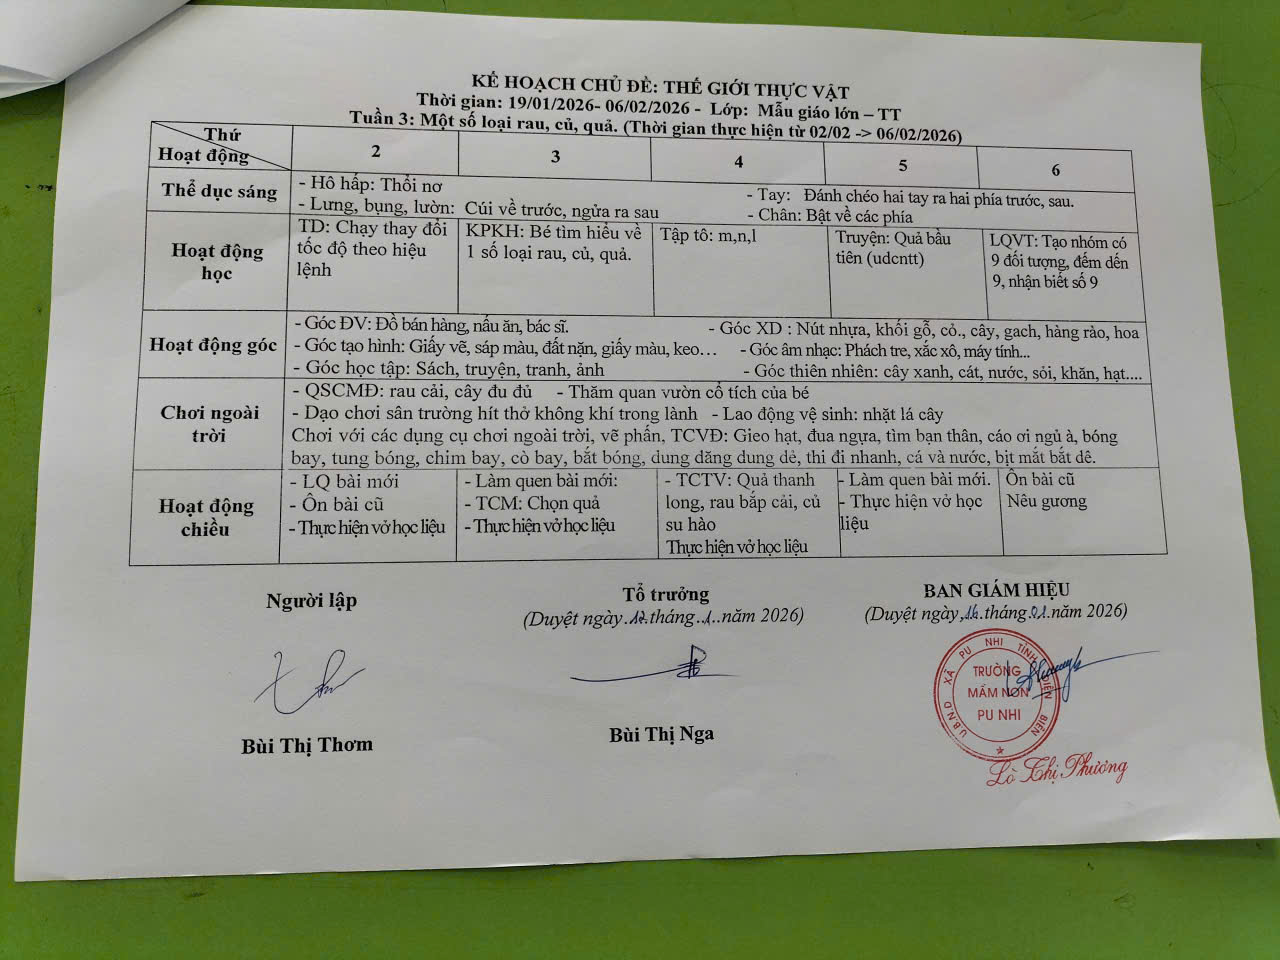 KẾ HOẠCH CHỦ ĐỀ: THẾ GIỚI THỰC VẬT
Thời gian: 19/01/2026- 06/02/2026 - Lớp: Mẫu giáo lớn – TT
Tuần 3: Một số loại rau, củ, quả. (Thời gian thực hiện từ 02/02 -> 06/02/2026)
Thứ
Hoạt động
2
3
4
5
6
Thể dục sáng
- Hô hấp: Thổi nơ
- Tay: Đánh chéo hai tay ra hai phía trước, sau.
- Lưng, bụng, lườn: Cúi về trước, ngửa ra sau
- Chân: Bật về các phía
Hoạt động
học
TD: Chạy thay đổi
tốc độ theo hiệu
lệnh
KPKH: Bé tìm hiểu về
1 số loại rau, củ, quả.
Tập tô: m,n,l
Truyện: Quả bầu
tiên (udcntt)
LQVT: Tạo nhóm có
9 đối tượng, đếm dến
9, nhận biết số 9
Hoạt động góc
- Góc ĐV: Đồ bán hàng, nấu ăn, bác sĩ.
- Góc XD : Nút nhựa, khối gỗ, cỏ., cây, gạch, hàng rào, hoa
- Góc tạo hình: Giấy vẽ, sáp màu, đất nặn, giấy màu, keo…
- Góc âm nhạc: Phách tre, xắc xô, máy tính...
- Góc học tập: Sách, truyện, tranh, ảnh
- Góc thiên nhiên: cây xanh, cát, nước, sỏi, khăn, hạt....
Chơi ngoài
trời
- QSCMĐ: rau cải, cây đu đủ - Thăm quan vườn cổ tích của bé
- Dạo chơi sân trường hít thở không khí trong lành - Lao động vệ sinh: nhặt lá cây
Chơi với các dụng cụ chơi ngoài trời, vẽ phấn, TCVĐ: Gieo hạt, đua ngựa, tìm bạn thân, cáo ơi ngủ à, bóng
bay, tung bóng, chim bay, cò bay, bắt bóng, dung dăng dung dẻ, thi đi nhanh, cá và nước, bịt mắt bắt dê.
Hoạt động
chiều
- LQ bài mới
- Ôn bài cũ
- Thực hiện vở học liệu
- Làm quen bài mới:
- TCM: Chọn quả
- Thực hiện vở học liệu
- TCTV: Quả thanh
long, rau bắp cải, củ
su hào
Thực hiện vở học liệu
- Làm quen bài mới.
- Thực hiện vở học
liệu
Ôn bài cũ
Nêu gương
Người lập
Tổ trưởng
(Duyệt ngày..tháng..1..năm 2026)
BAN GIÁM HIỆU
(Duyệt ngày.16.tháng.01.năm 2026)
U.B.N.D XÃ PU NHI TỈNH ĐIỆN BIÊN
TRƯỜNG
MẦM NON
PU NHI
Bùi Thị Thơm
Bùi Thị Nga
Lò Thị Phương